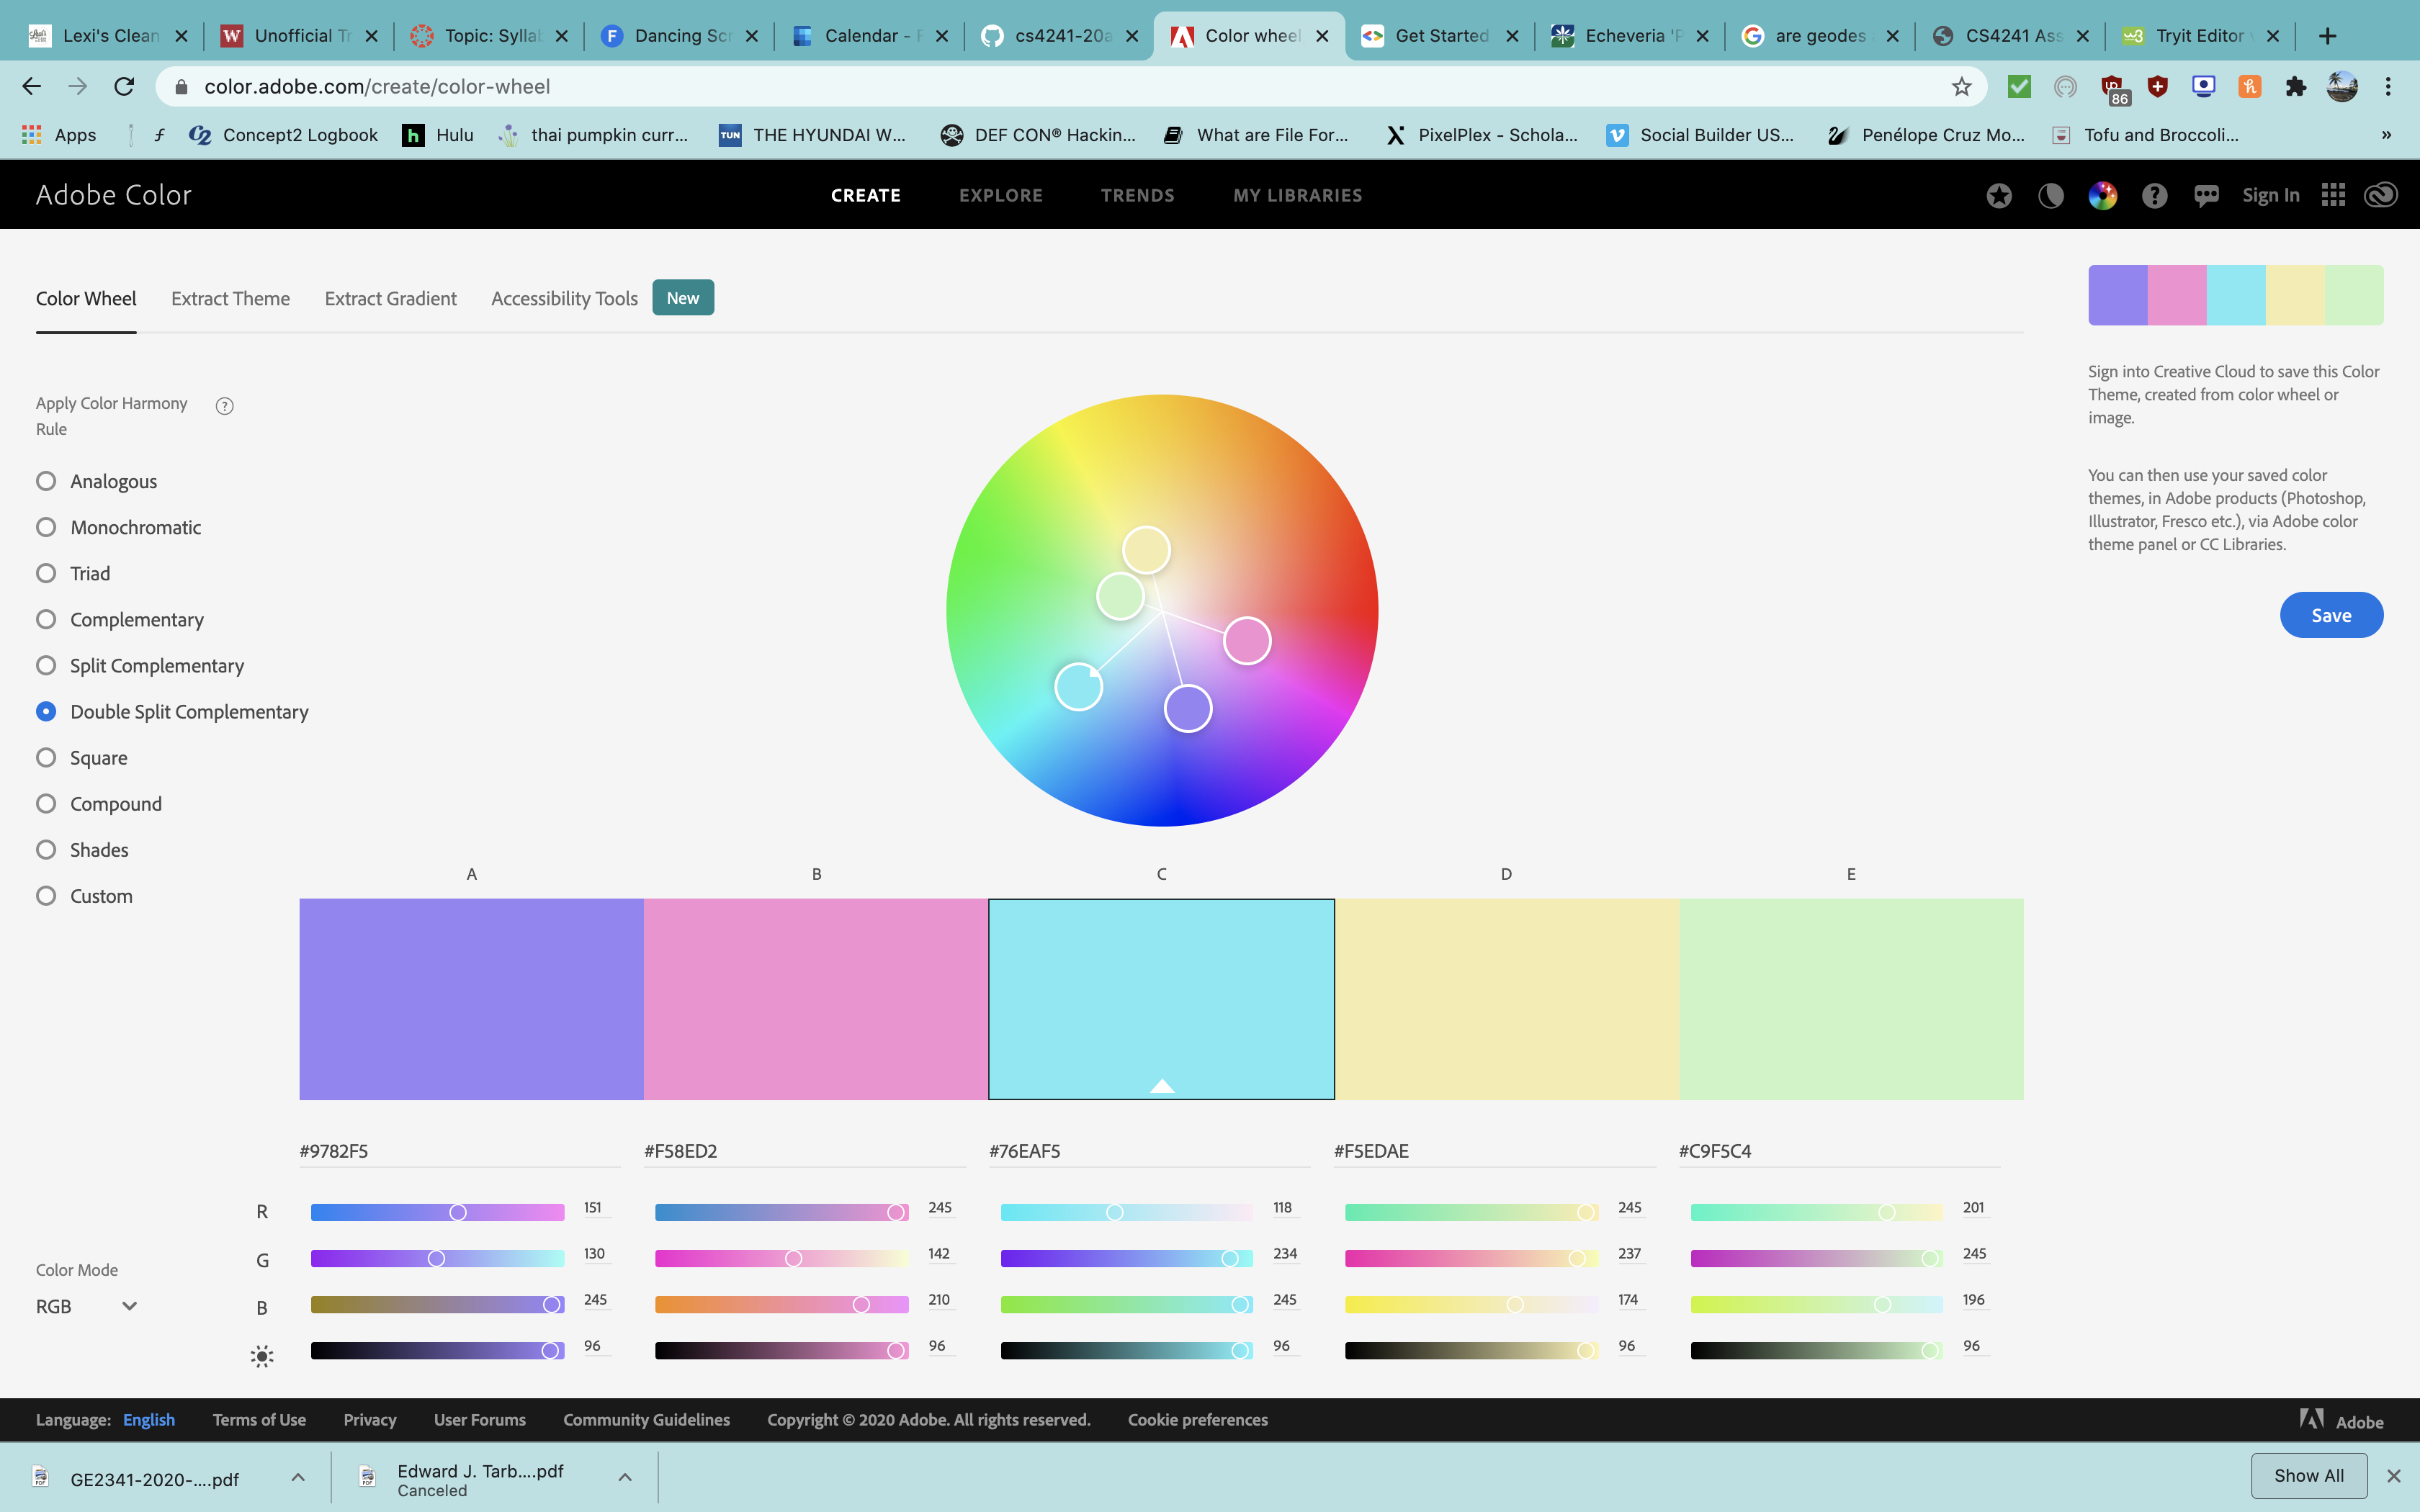 Lexi's Clean
Unofficial Tr
Topic: Syllab
Dancing Scr
Calendar - F
cs4241-20a
Color wheel
Get Started
Echeveria 'P
are geodes
CS4241 Ass
Tryit Editor v
color.adobe.com/create/color-wheel
86
Apps
Concept2 Logbook
Hulu
thai pumpkin curr...
THE HYUNDAI W...
DEF CON® Hackin...
What are File For...
PixelPlex - Schola...
Social Builder US...
Penélope Cruz Mo...
Tofu and Broccoli...
»
Adobe Color
CREATE
EXPLORE
TRENDS
MY LIBRARIES
Sign In
Color Wheel
Extract Theme
Extract Gradient
Accessibility Tools
New
Sign into Creative Cloud to save this Color
Theme, created from color wheel or
image.
You can then use your saved color
themes, in Adobe products (Photoshop,
Illustrator, Fresco etc.), via Adobe color
theme panel or CC Libraries.
Save
Apply Color Harmony
Rule
Analogous
Monochromatic
Triad
Complementary
Split Complementary
Double Split Complementary
Square
Compound
Shades
Custom
A
B
C
D
E
#9782F5
#F58ED2
#76EAF5
#F5EDAE
#C9F5C4
R
151
245
118
245
201
G
130
142
234
237
245
B
245
210
245
174
196
96
96
96
96
96
Color Mode
RGB
Language: English
Terms of Use
Privacy
User Forums
Community Guidelines
Copyright © 2020 Adobe. All rights reserved.
Cookie preferences
Adobe
GE2341-2020-....pdf
Edward J. Tarb....pdf
Canceled
Show All